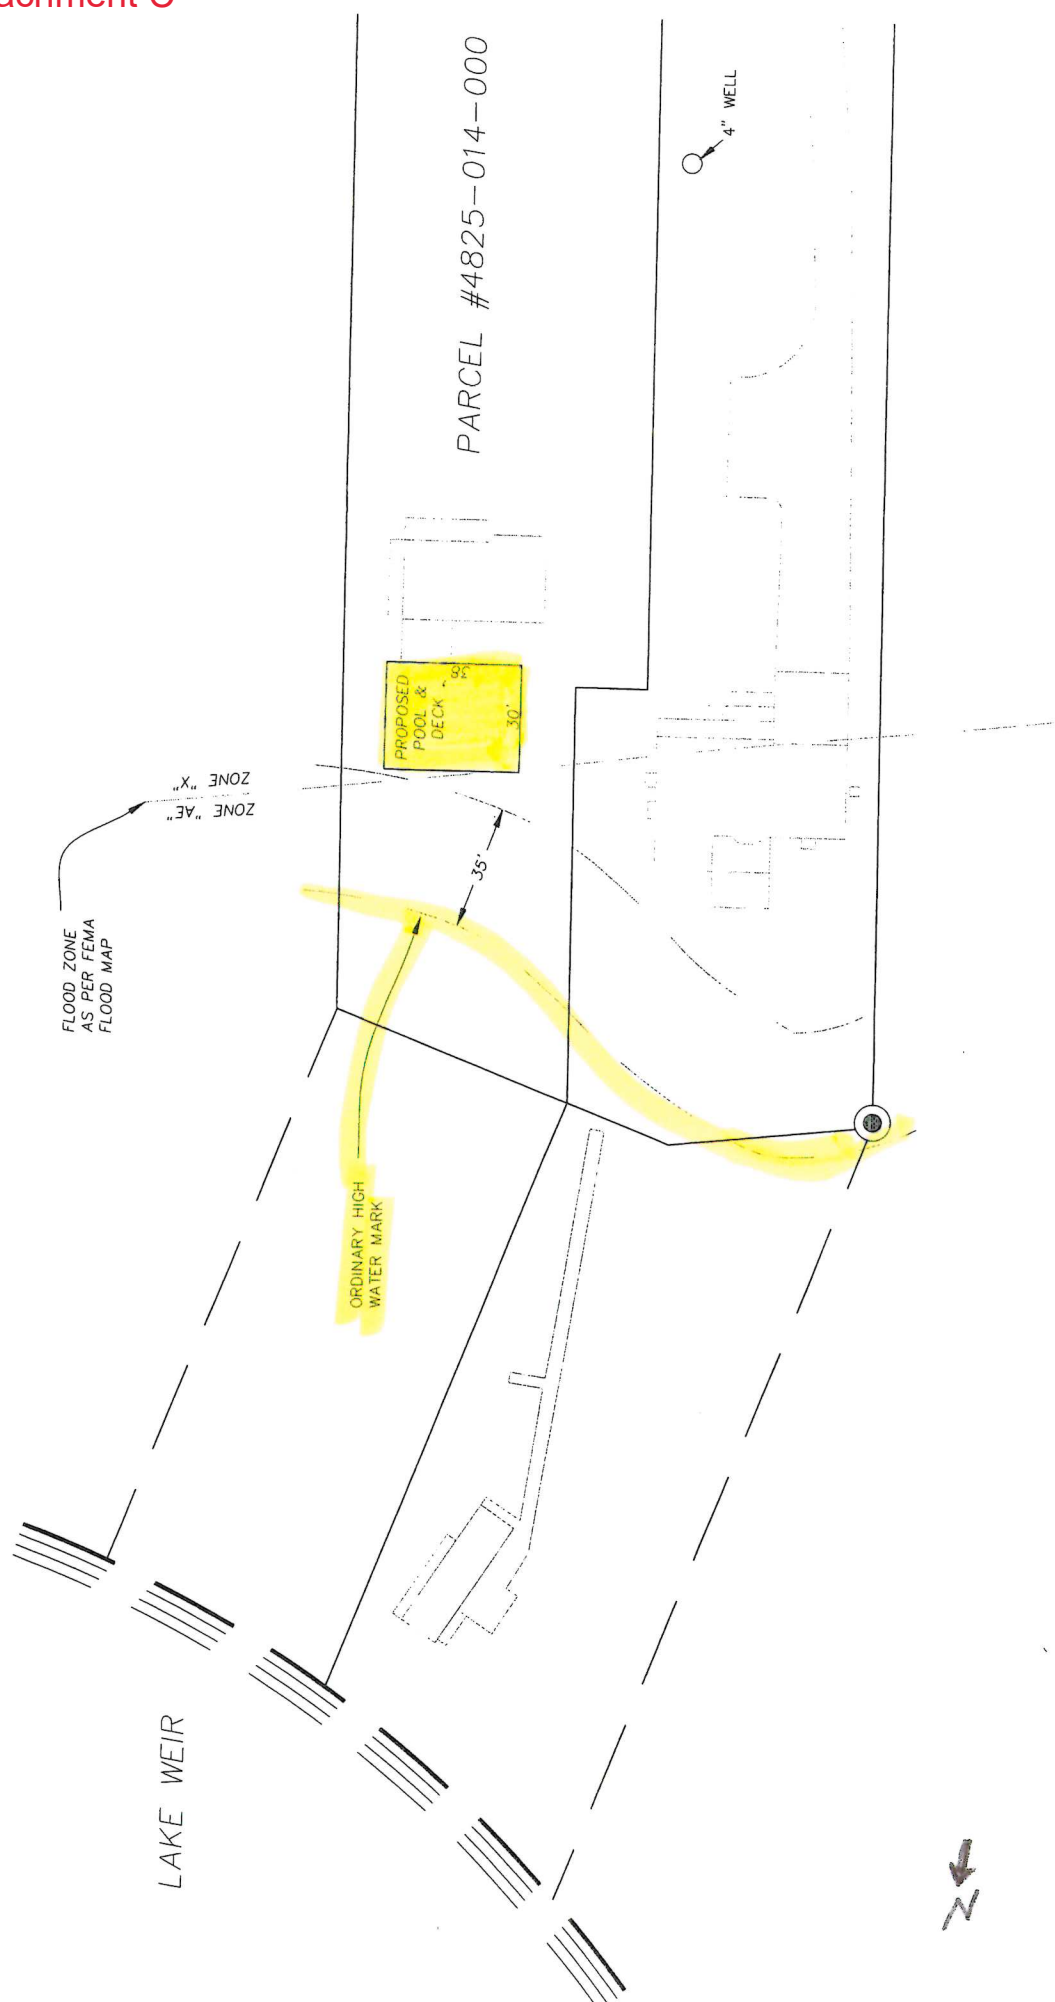 achment C
PARCEL #4825-014-000
4" WELL
PROPOSED
POOL &
DECK
38'
30'
ZONE "X"
ZONE "AE"
35'
FLOOD ZONE
AS PER FEMA
FLOOD MAP
ORDINARY HIGH
WATER MARK
LAKE WEIR
N